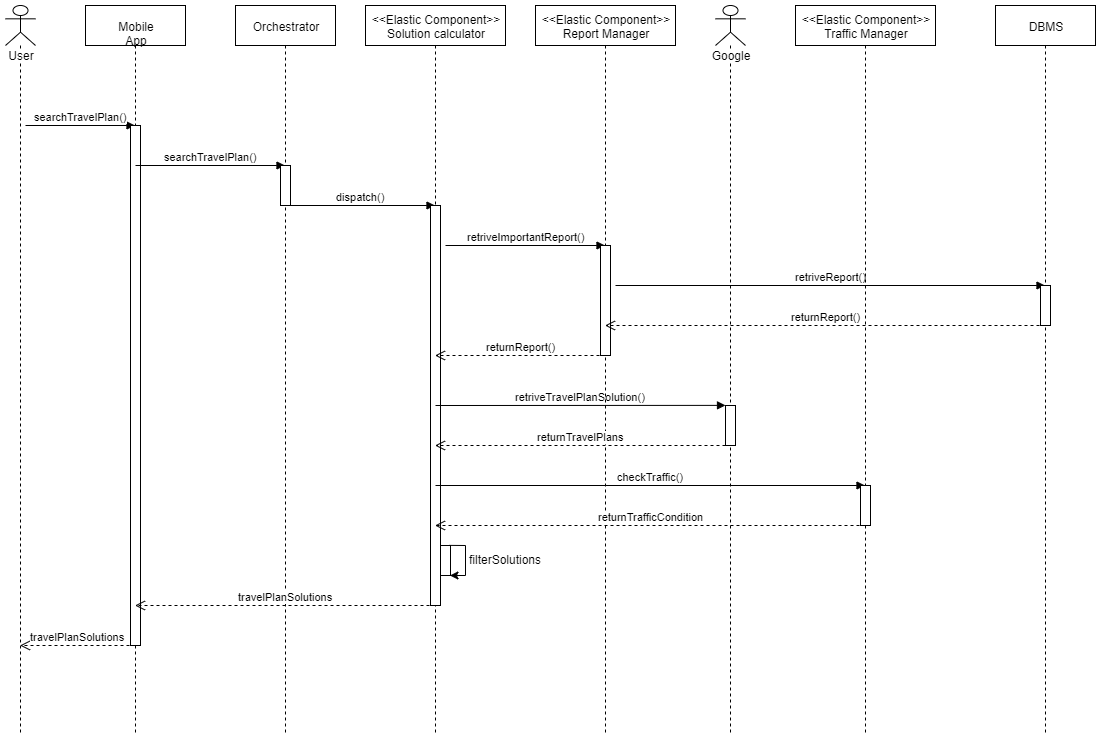 User
Mobile
App
Orchestrator
<<Elastic Component>>
Solution calculator
<<Elastic Component>>
Report Manager
Google
<<Elastic Component>>
Traffic Manager
DBMS
searchTravelPlan()
searchTravelPlan()
dispatch()
retriveImportantReport()
retriveReport()
returnReport()
returnReport()
retriveTravelPlanSolution()
returnTravelPlans
checkTraffic()
returnTrafficCondition
filterSolutions
travelPlanSolutions
travelPlanSolutions